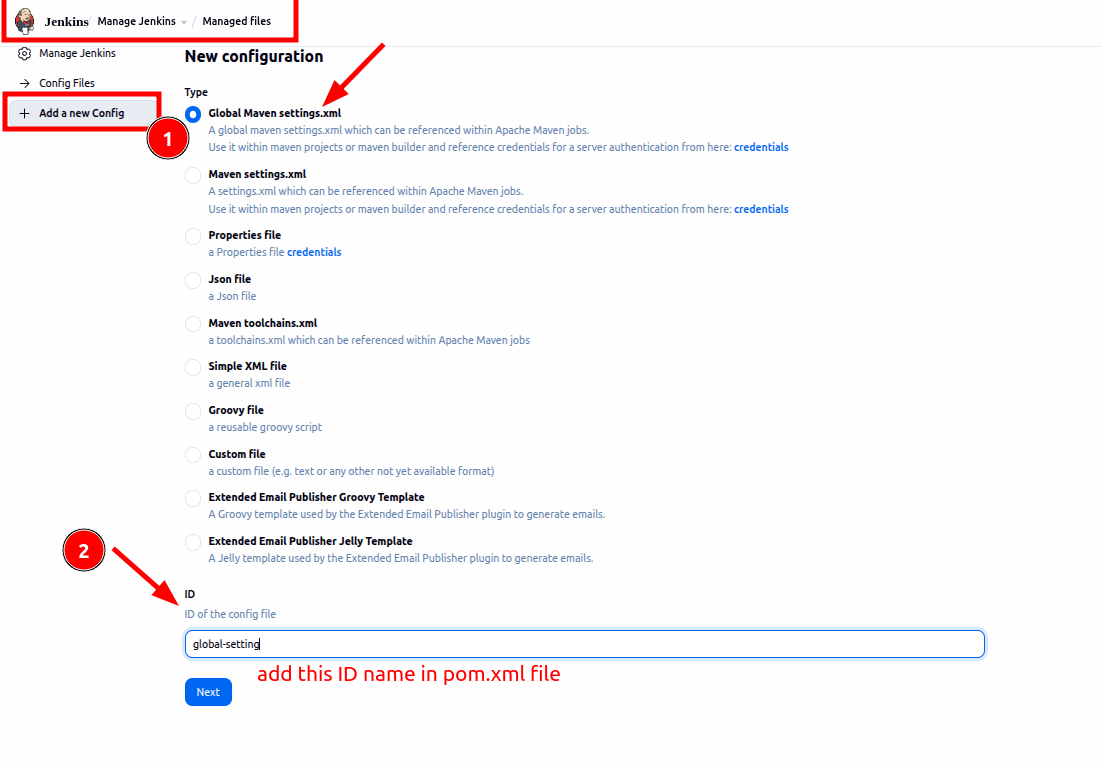 Jenkins / Manage Jenkins / Managed files
Manage Jenkins
Config Files
Add a new Config
1
New configuration
Type
Global Maven settings.xml
A global maven settings.xml which can be referenced within Apache Maven jobs.
Use it within maven projects or maven builder and reference credentials for a server authentication from here: credentials
Maven settings.xml
A settings.xml which can be referenced within Apache Maven jobs.
Use it within maven projects or maven builder and reference credentials for a server authentication from here: credentials
Properties file
a Properties file credentials
Json file
a Json file
Maven toolchains.xml
a toolchains.xml which can be referenced within Apache Maven jobs
Simple XML file
a general xml file
Groovy file
a reusable groovy script
Custom file
a custom file (e.g. text or any other not yet available format)
Extended Email Publisher Groovy Template
A Groovy template used by the Extended Email Publisher plugin to generate emails.
Extended Email Publisher Jelly Template
A Jelly template used by the Extended Email Publisher plugin to generate emails.
2
ID
ID of the config file
global-setting
add this ID name in pom.xml file
Next